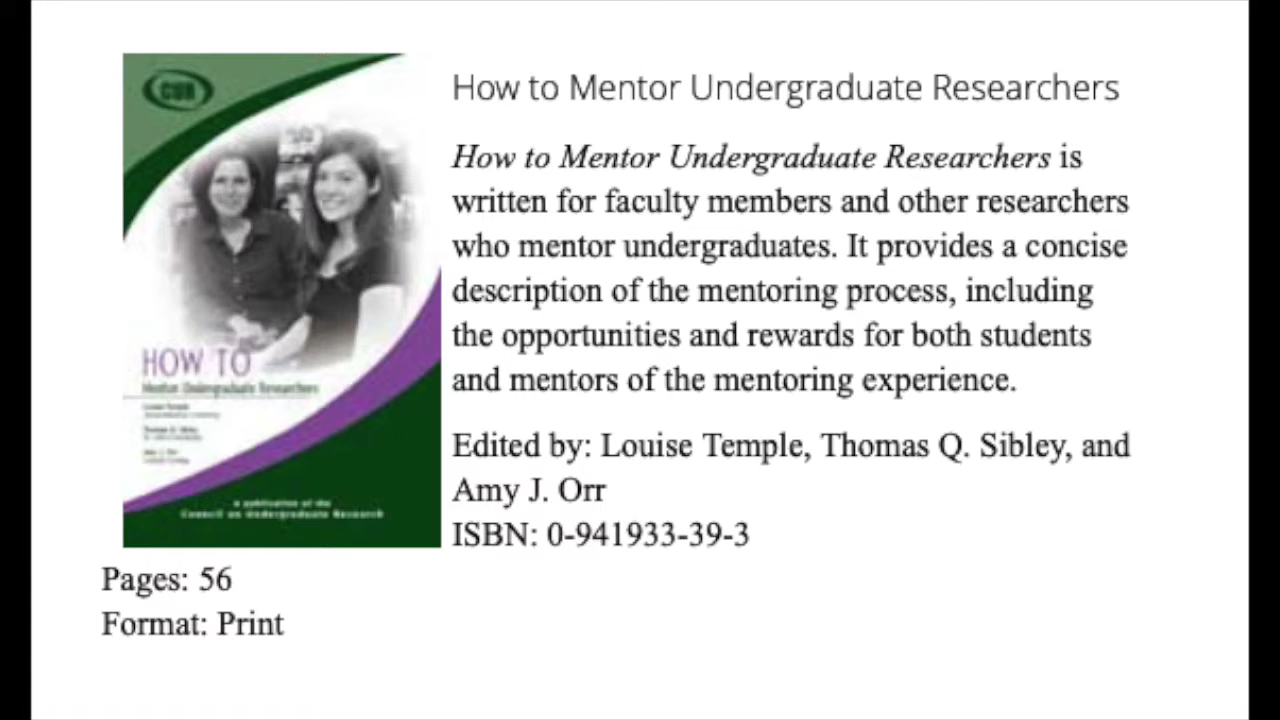 CUR
HOW TO
Mentor Undergraduate Researchers
A publication of the
Council on Undergraduate Research
How to Mentor Undergraduate Researchers
How to Mentor Undergraduate Researchers is
written for faculty members and other researchers
who mentor undergraduates. It provides a concise
description of the mentoring process, including
the opportunities and rewards for both students
and mentors of the mentoring experience.
Edited by: Louise Temple, Thomas Q. Sibley, and
Amy J. Orr
ISBN: 0-941933-39-3
Pages: 56
Format: Print